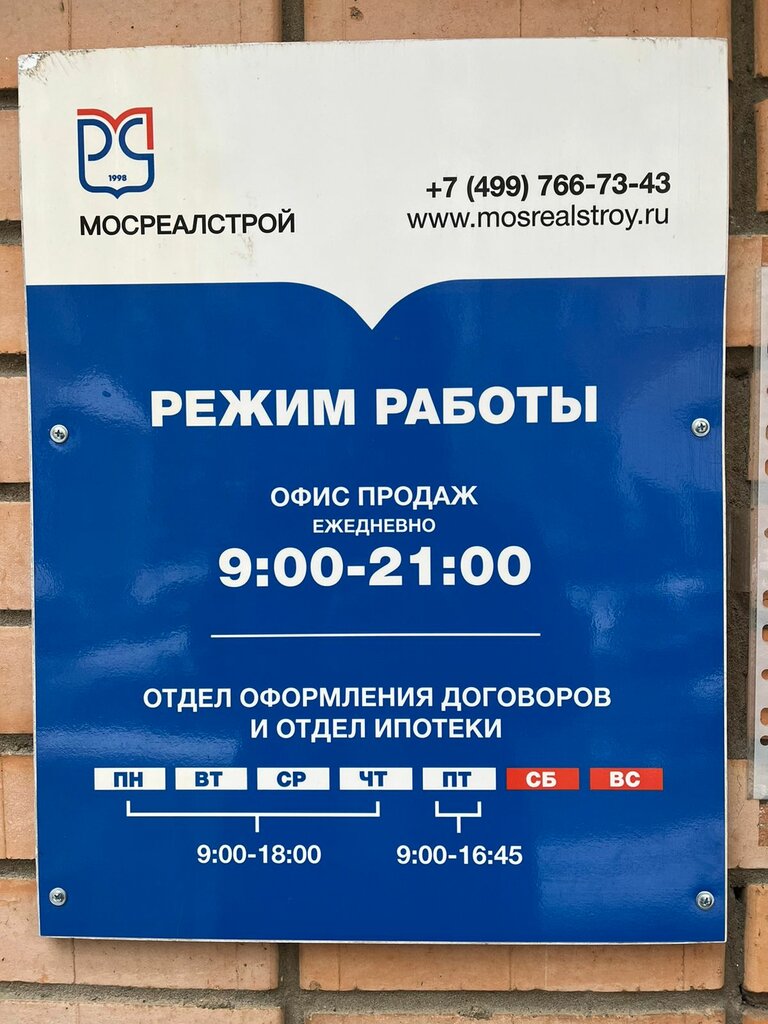 РС
1998
МОСРЕАЛСТРОЙ
+7 (499) 766-73-43
www.mosrealstroy.ru
РЕЖИМ РАБОТЫ
ОФИС ПРОДАЖ
ЕЖЕДНЕВНО
9:00-21:00
ОТДЕЛ ОФОРМЛЕНИЯ ДОГОВОРОВ
И ОТДЕЛ ИПОТЕКИ
ПН ВТ СР ЧТ ПТ СБ ВС
9:00-18:00 9:00-16:45